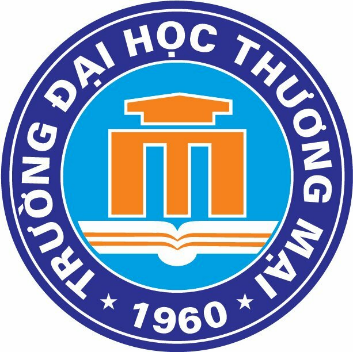 TRƯỜNG ĐẠI HỌC THƯƠNG MẠI
1960